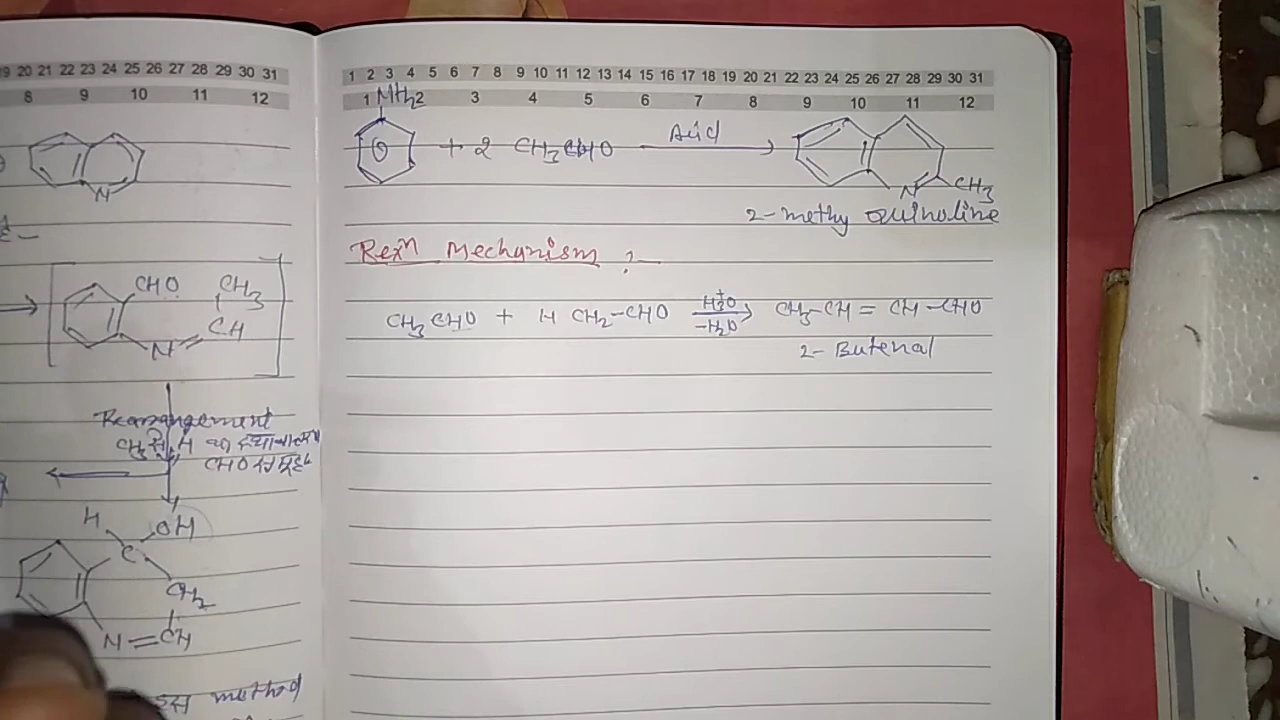 19 20 21 22 23 24 25 26 27 28 29 30 31
8 9 10 11 12
N
CHO CH3
CH
N
Rearrangement
CH3 से H का
CHO
H OH
C
CH2
N = CH
method
1 2 3 4 5 6 7 8 9 10 11 12 13 14 15 16 17 18 19 20 21 22 23 24 25 26 27 28 29 30 31
1 2 3 4 5 6 7 8 9 10 11 12
NH2
+ 2 CH3CHO Acid
N CH3
2-methy Quinoline
Rexn Mechanism :-
CH3CHO + H CH2-CHO H3O+ -H2O CH3-CH = CH-CHO
2- Butenal